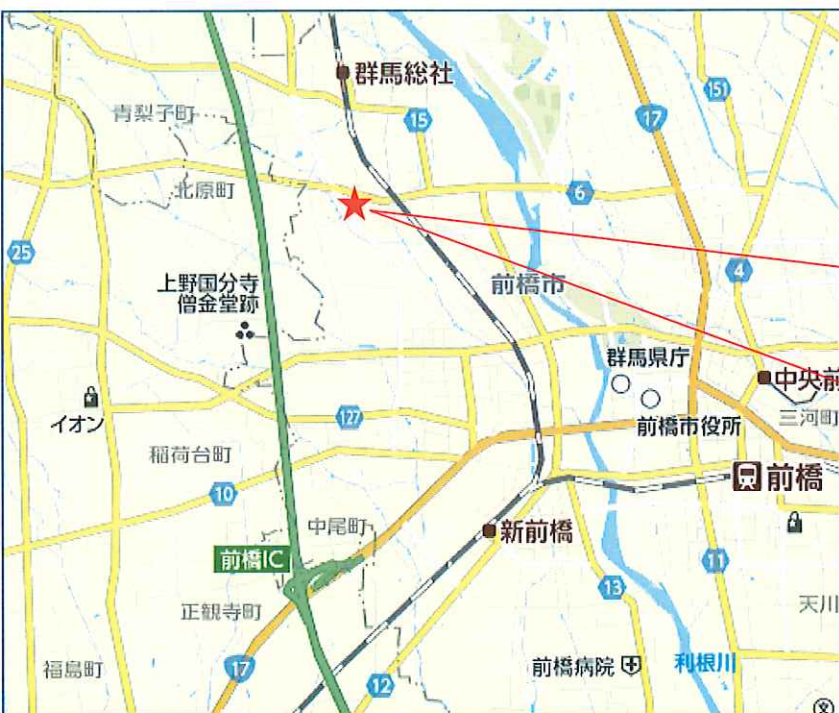 群馬総社
151
青梨子町
15
17
北原町
6
25
4
上野国分寺
僧金堂跡
前橋市
群馬県庁
中央前
イオン
127
前橋市役所
三河町
稲荷台町
前橋
10
中尾町
新前橋
前橋IC
13
11
正観寺町
天川
福島町
17
12
前橋病院
利根川